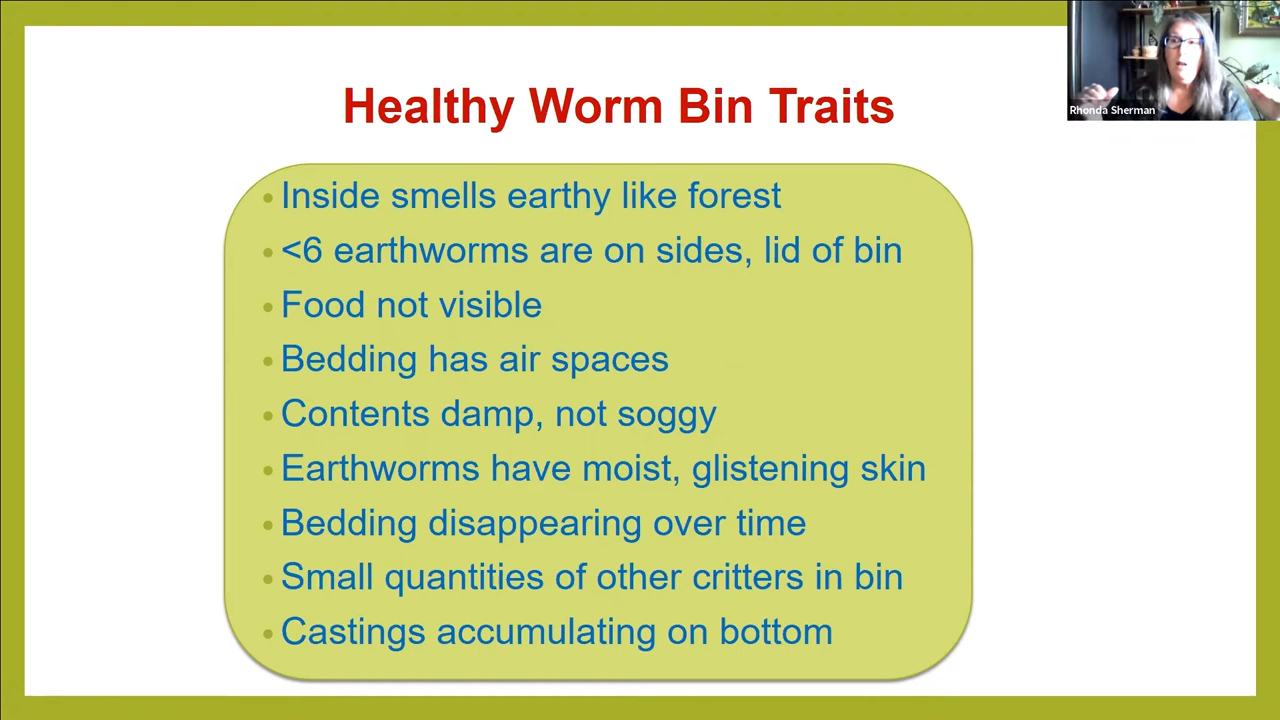 Healthy Worm Bin Traits
Rhonda Sherman
• Inside smells earthy like forest
• <6 earthworms are on sides, lid of bin
• Food not visible
• Bedding has air spaces
• Contents damp, not soggy
• Earthworms have moist, glistening skin
• Bedding disappearing over time
• Small quantities of other critters in bin
• Castings accumulating on bottom